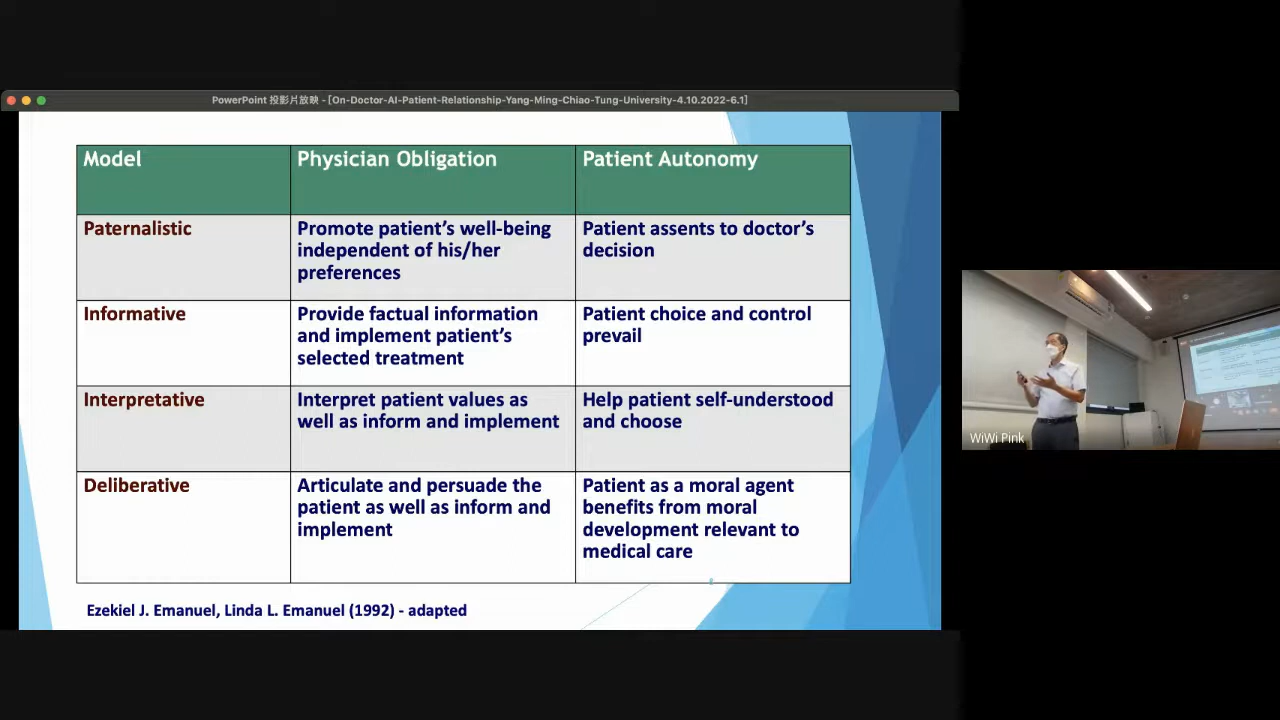 PowerPoint 投影片放映 - [On-Doctor-AI-Patient-Relationship-Yang-Ming-Chiao-Tung-University-4.10.2022-6.1]
Model
Physician Obligation
Patient Autonomy
Paternalistic
Promote patient's well-being
independent of his/her
preferences
Patient assents to doctor's
decision
Informative
Provide factual information
and implement patient's
selected treatment
Patient choice and control
prevail
Interpretative
Interpret patient values as
well as inform and implement
Help patient self-understood
and choose
Deliberative
Articulate and persuade the
patient as well as inform and
implement
Patient as a moral agent
benefits from moral
development relevant to
medical care
Ezekiel J. Emanuel, Linda L. Emanuel (1992) - adapted
WiWi Pink